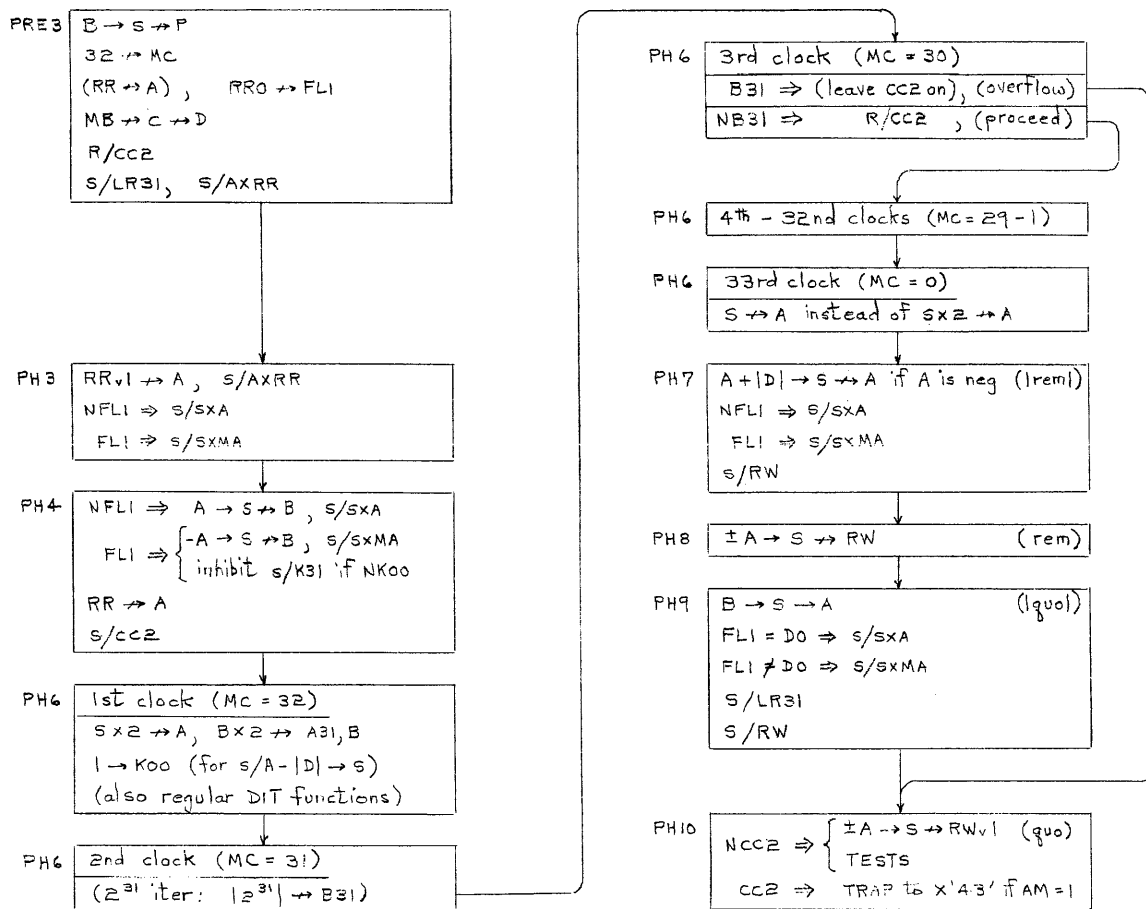 PRE3
B → S ↛ P
32 ↛ MC
(RR ↛ A), RR0 ↛ FL1
MB ↛ C ↛ D
R/CC2
S/LR31, S/AXRR
PH3
RRv1 ↛ A, S/AXRR
NFL1 ⇒ S/SXA
FL1 ⇒ S/SXMA
PH4
NFL1 ⇒ A → S ↛ B, S/SXA
FL1 ⇒ { -A → S ↛ B, S/SXMA
inhibit S/K31 if NK00
RR ↛ A
S/CC2
PH6
1st clock (MC = 32)
S×2 ↛ A, B×2 ↛ A31, B
1 → K00 (for S/A-|D| → S)
(also regular DIT functions)
PH6
2nd clock (MC = 31)
(2³¹ iter: |2³¹| ↛ B31)
PH6
3rd clock (MC = 30)
B31 ⇒ (leave CC2 on), (overflow)
NB31 ⇒ R/CC2, (proceed)
PH6
4th - 32nd clocks (MC = 29-1)
PH6
33rd clock (MC = 0)
S ↛ A instead of S×2 ↛ A
PH7
A + |D| → S ↛ A if A is neg (|rem|)
NFL1 ⇒ S/SXA
FL1 ⇒ S/SXMA
S/RW
PH8
±A → S ↛ RW (rem)
PH9
B → S → A (|quo|)
FL1 = D0 ⇒ S/SXA
FL1 ≠ D0 ⇒ S/SXMA
S/LR31
S/RW
PH10
NCC2 ⇒ { ±A → S ↛ RWv1 (quo)
TESTS
CC2 ⇒ TRAP to X'43' if AM = 1